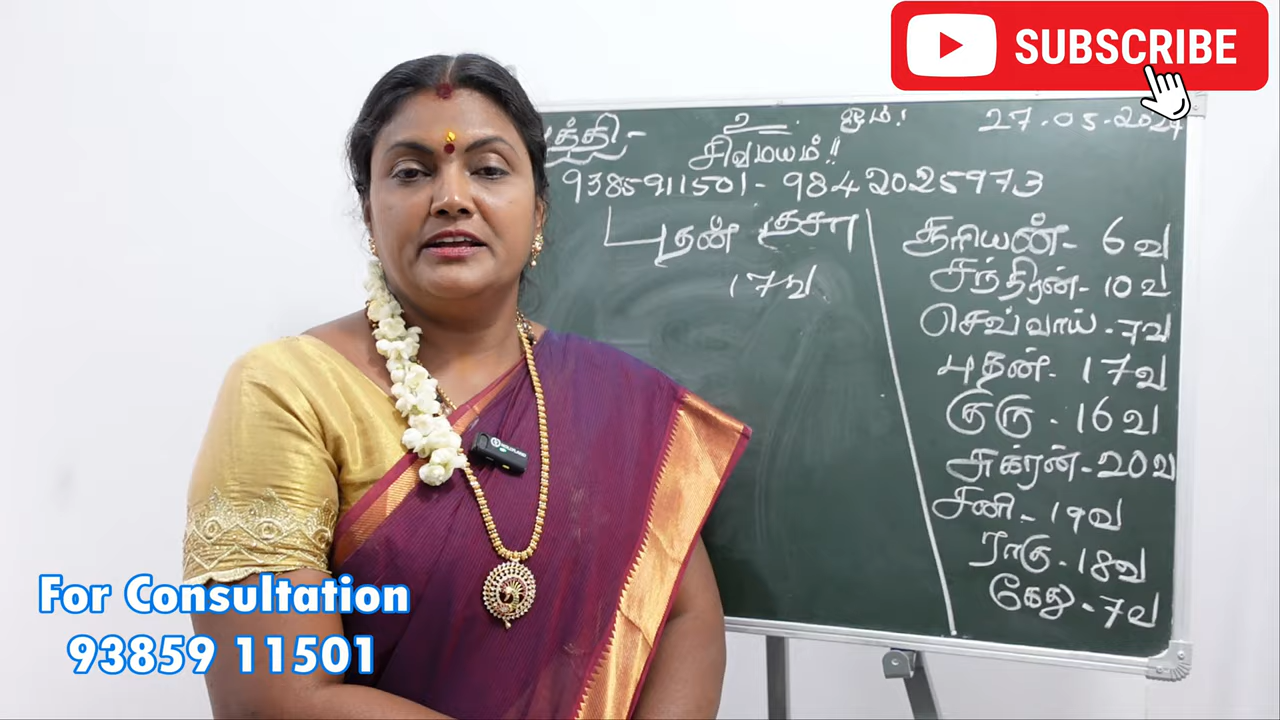 SUBSCRIBE
உ ஓம்! 27.05.2024
சிவமயம்!!
9385911501 - 9842025973
புதன் தசா
17வ
சூரியன் - 6வ
சந்திரன் - 10வ
செவ்வாய் - 7வ
புதன் - 17வ
குரு - 16வ
சுக்ரன் - 20வ
சனி - 19வ
ராகு - 18வ
கேது - 7வ
For Consultation
93859 11501